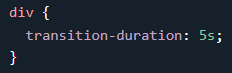 div {
  transition-duration: 5s;
}